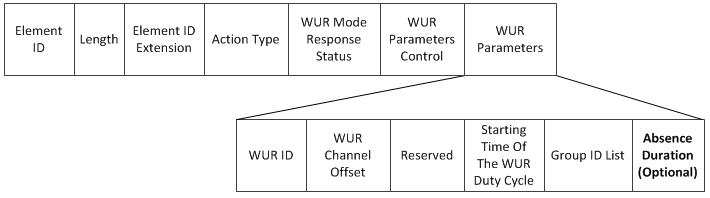 Element
ID
Length
Element ID
Extension
Action Type
WUR Mode
Response
Status
WUR
Parameters
Control
WUR
Parameters
WUR ID
WUR
Channel
Offset
Reserved
Starting
Time Of
The WUR
Duty Cycle
Group ID List
Absence
Duration
(Optional)